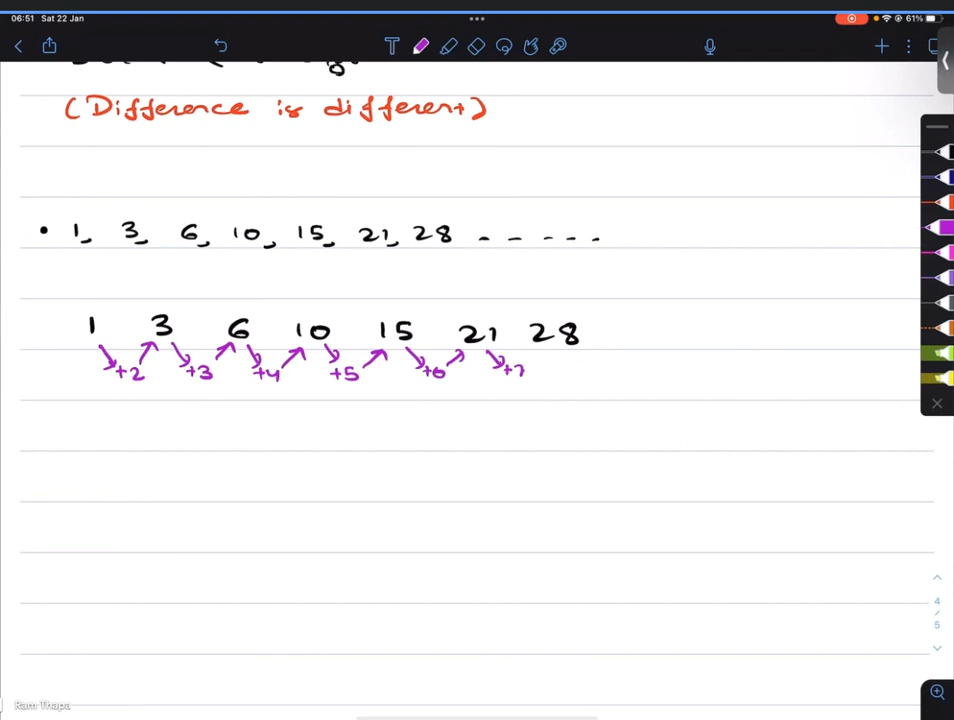 06:51 Sat 22 Jan 61%
T
(Difference is different)
• 1, 3, 6, 10, 15, 21, 28 - - - - -
1 3 6 10 15 21 28
+2 +3 +4 +5 +6 +7
4
/
5
Ram Thapa